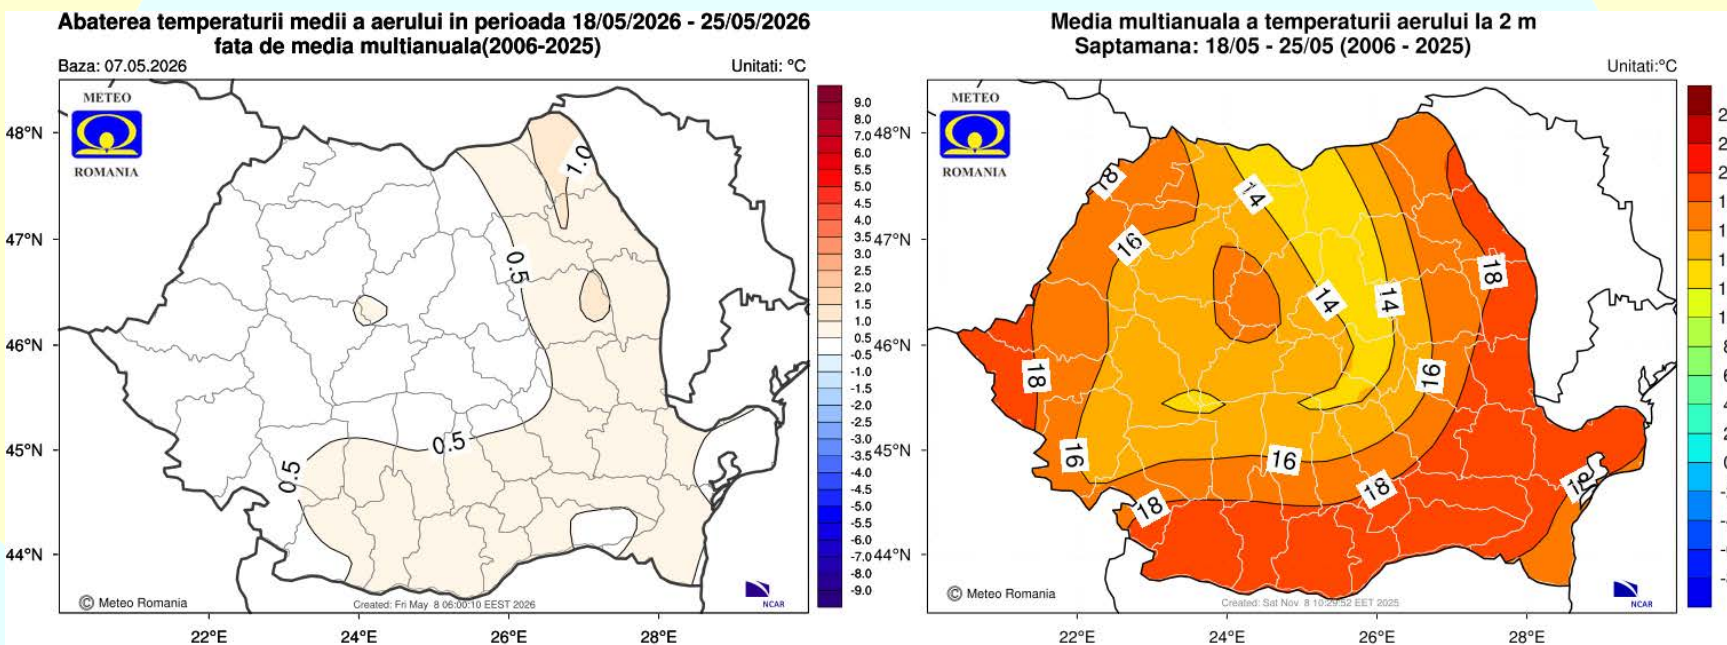 Abaterea temperaturii medii a aerului in perioada 18/05/2026 - 25/05/2026
fata de media multianuala(2006-2025)
Baza: 07.05.2026
Unitati: °C
METEO
ROMANIA
48°N
47°N
46°N
45°N
44°N
1.0
0.5
0.5
0.5
9.0
8.0
7.0
6.0
5.0
4.0
3.5
3.0
2.5
2.0
1.5
1.0
0.5
-0.5
-1.0
-1.5
-2.0
-2.5
-3.0
-3.5
-4.0
-4.5
-5.0
-5.5
-6.0
-7.0
-8.0
-9.0
© Meteo Romania
Created: Fri May 8 06:00:10 EEST 2026
NCAR
22°E
24°E
26°E
28°E
Media multianuala a temperaturii aerului la 2 m
Saptamana: 18/05 - 25/05 (2006 - 2025)
Unitati:°C
METEO
ROMANIA
48°N
47°N
46°N
45°N
44°N
18
14
16
18
14
14
18
16
16
16
18
18
18
© Meteo Romania
Created: Sat Nov 8 10:29:52 EET 2025
NCAR
22°E
24°E
26°E
28°E